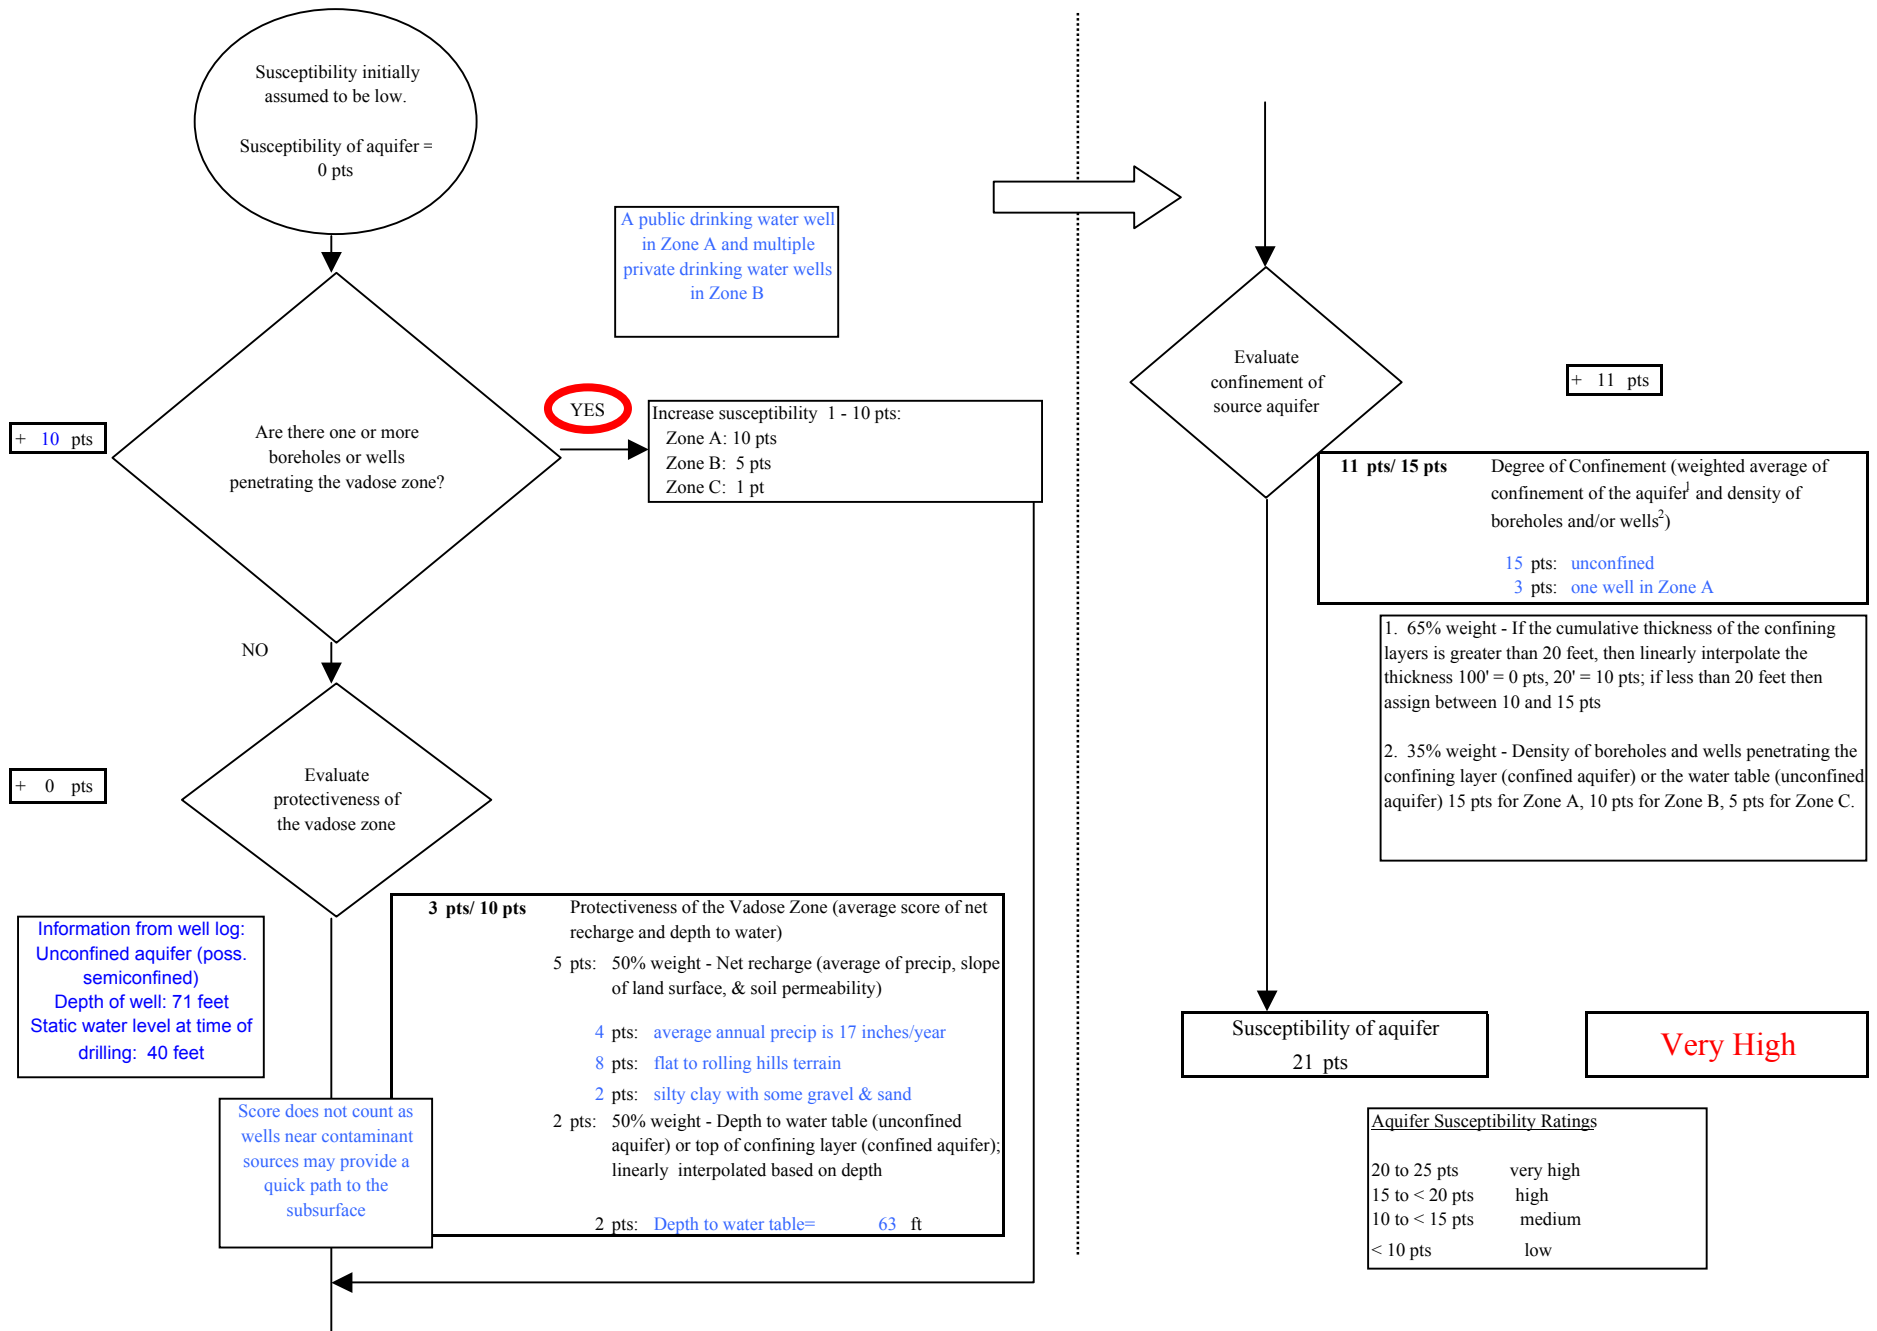 Susceptibility initially
assumed to be low.
Susceptibility of aquifer =
0 pts
A public drinking water well
in Zone A and multiple
private drinking water wells
in Zone B
+ 10 pts
Are there one or more
boreholes or wells
penetrating the vadose zone?
YES
Increase susceptibility 1 - 10 pts:
Zone A: 10 pts
Zone B: 5 pts
Zone C: 1 pt
NO
+ 0 pts
Evaluate
protectiveness of
the vadose zone
Information from well log:
Unconfined aquifer (poss.
semiconfined)
Depth of well: 71 feet
Static water level at time of
drilling: 40 feet
Score does not count as
wells near contaminant
sources may provide a
quick path to the
subsurface
3 pts/ 10 pts Protectiveness of the Vadose Zone (average score of net
recharge and depth to water)
5 pts: 50% weight - Net recharge (average of precip, slope
of land surface, & soil permeability)
4 pts: average annual precip is 17 inches/year
8 pts: flat to rolling hills terrain
2 pts: silty clay with some gravel & sand
2 pts: 50% weight - Depth to water table (unconfined
aquifer) or top of confining layer (confined aquifer);
linearly interpolated based on depth
2 pts: Depth to water table= 63 ft
Evaluate
confinement of
source aquifer
+ 11 pts
11 pts/ 15 pts Degree of Confinement (weighted average of
confinement of the aquifer1 and density of
boreholes and/or wells2)
15 pts: unconfined
3 pts: one well in Zone A
1. 65% weight - If the cumulative thickness of the confining
layers is greater than 20 feet, then linearly interpolate the
thickness 100' = 0 pts, 20' = 10 pts; if less than 20 feet then
assign between 10 and 15 pts
2. 35% weight - Density of boreholes and wells penetrating the
confining layer (confined aquifer) or the water table (unconfined
aquifer) 15 pts for Zone A, 10 pts for Zone B, 5 pts for Zone C.
Susceptibility of aquifer
21 pts
Very High
Aquifer Susceptibility Ratings
20 to 25 pts very high
15 to < 20 pts high
10 to < 15 pts medium
< 10 pts low